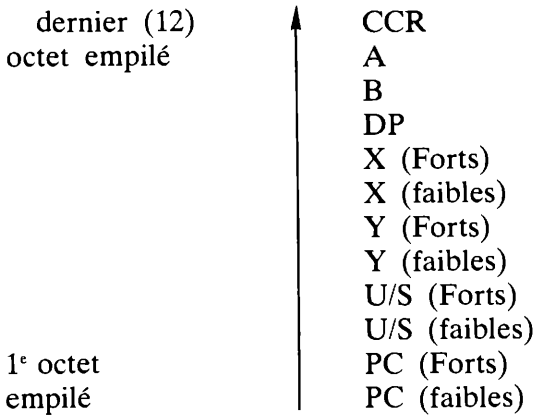 dernier (12) CCR
octet empilé A
B
DP
X (Forts)
X (faibles)
Y (Forts)
Y (faibles)
U/S (Forts)
U/S (faibles)
1e octet PC (Forts)
empilé PC (faibles)